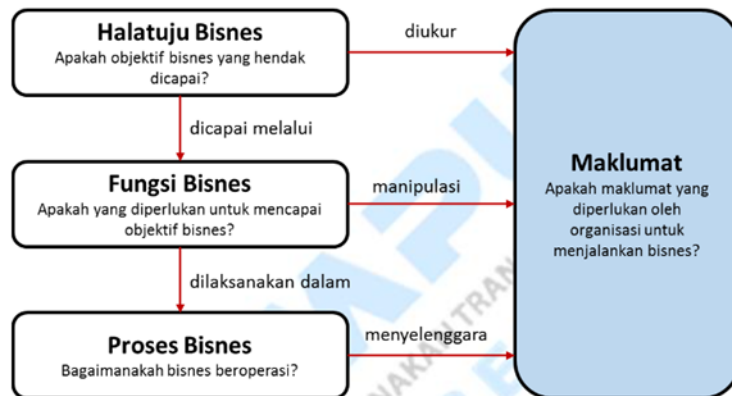 Halatuju Bisnes
Apakah objektif bisnes yang hendak
dicapai?
diukur
dicapai melalui
Fungsi Bisnes
Apakah yang diperlukan untuk mencapai
objektif bisnes?
manipulasi
Maklumat
Apakah maklumat yang
diperlukan oleh
organisasi untuk
menjalankan bisnes?
dilaksanakan dalam
Proses Bisnes
Bagaimanakah bisnes beroperasi?
menyelenggara